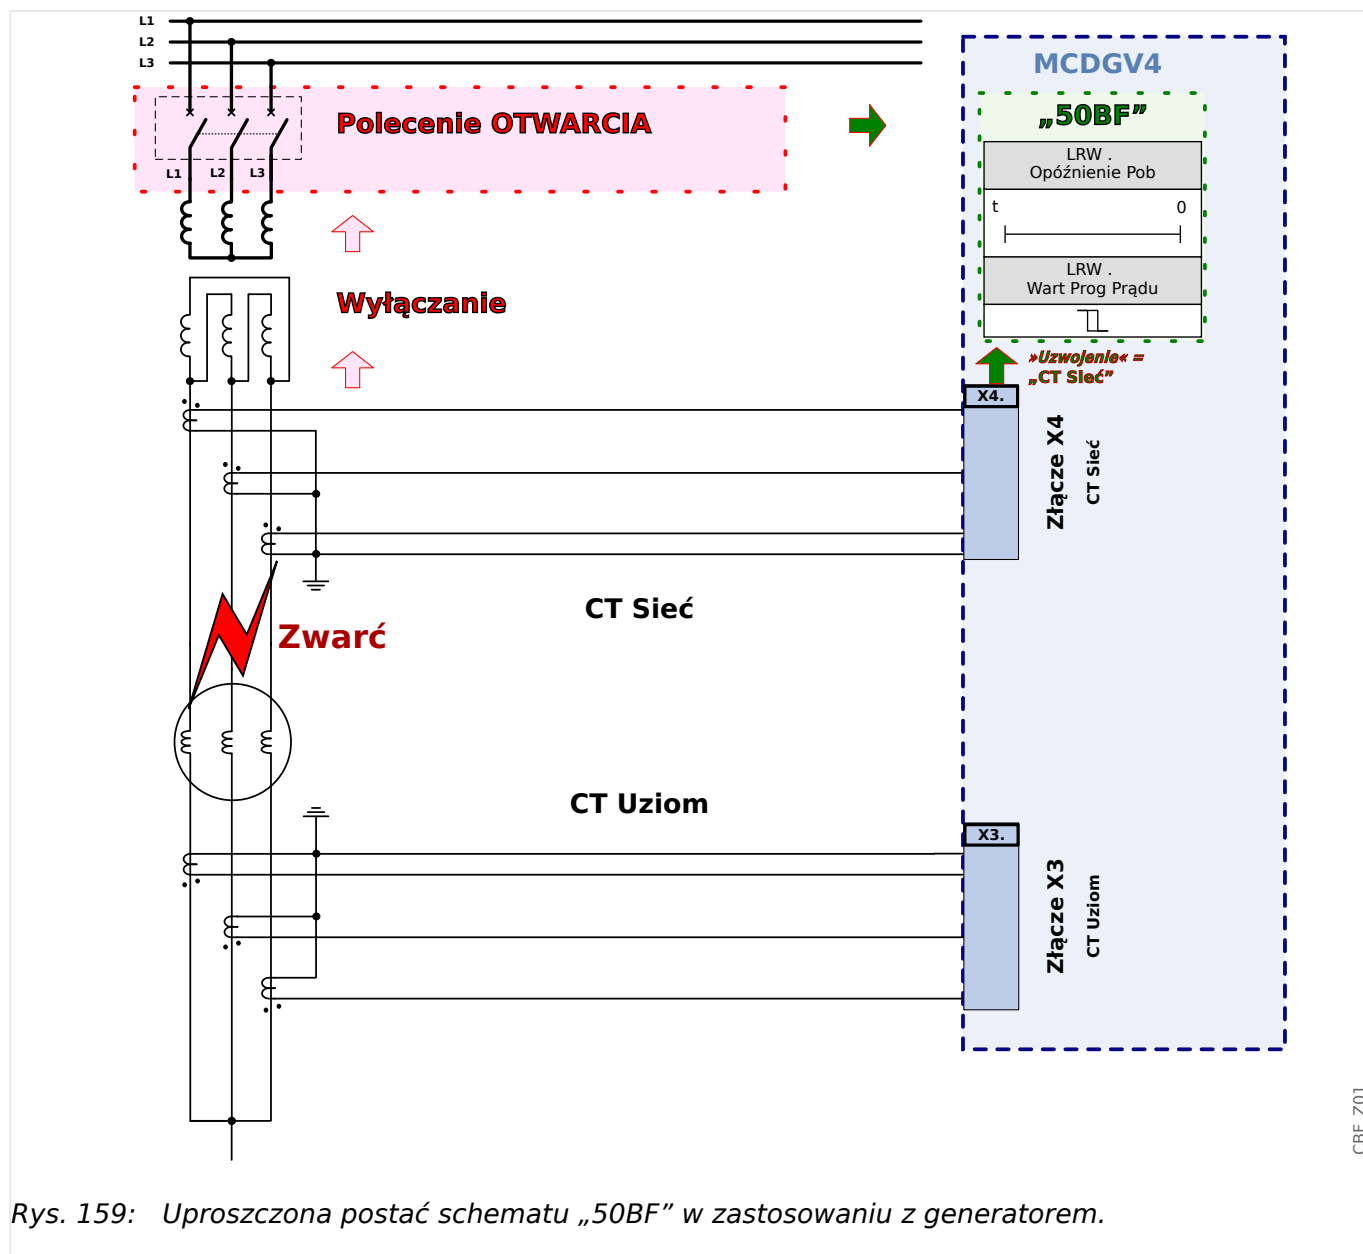 L1
L2
L3
MCDGV4
Polecenie OTWARCIA
„50BF”
LRW .
Opóźnienie Pob
L1 L2 L3
t 0
LRW .
Wart Prog Prądu
Wyłączanie
»Uzwojenie« =
„CT Sieć”
X4.
Złącze X4
CT Sieć
CT Sieć
Zwarć
CT Uziom
X3.
Złącze X3
CT Uziom
CBF_Z01
Rys. 159: Uproszczona postać schematu „50BF” w zastosowaniu z generatorem.